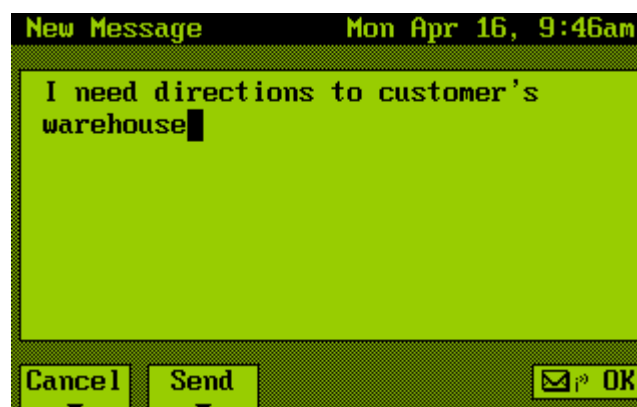 New Message Mon Apr 16, 9:46am
I need directions to customer's
warehouse
Cancel Send OK